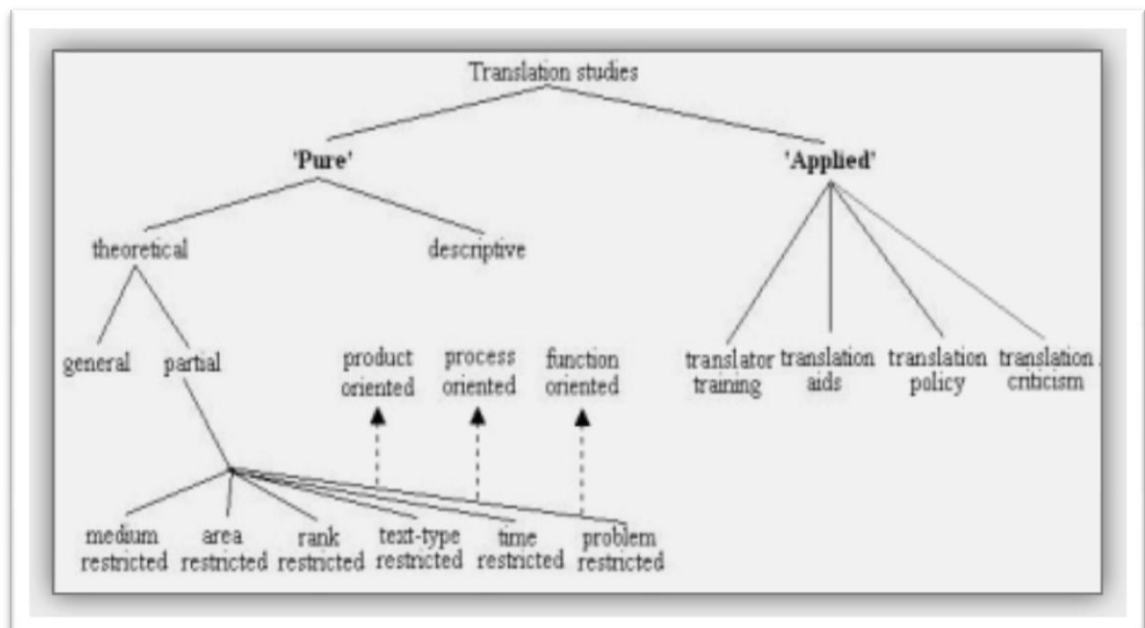 Translation studies
'Pure'
'Applied'
theoretical
descriptive
general
partial
product
oriented
process
oriented
function
oriented
translator
training
translation
aids
translation
policy
translation
criticism
medium
restricted
area
restricted
rank
restricted
text-type
restricted
time
restricted
problem
restricted